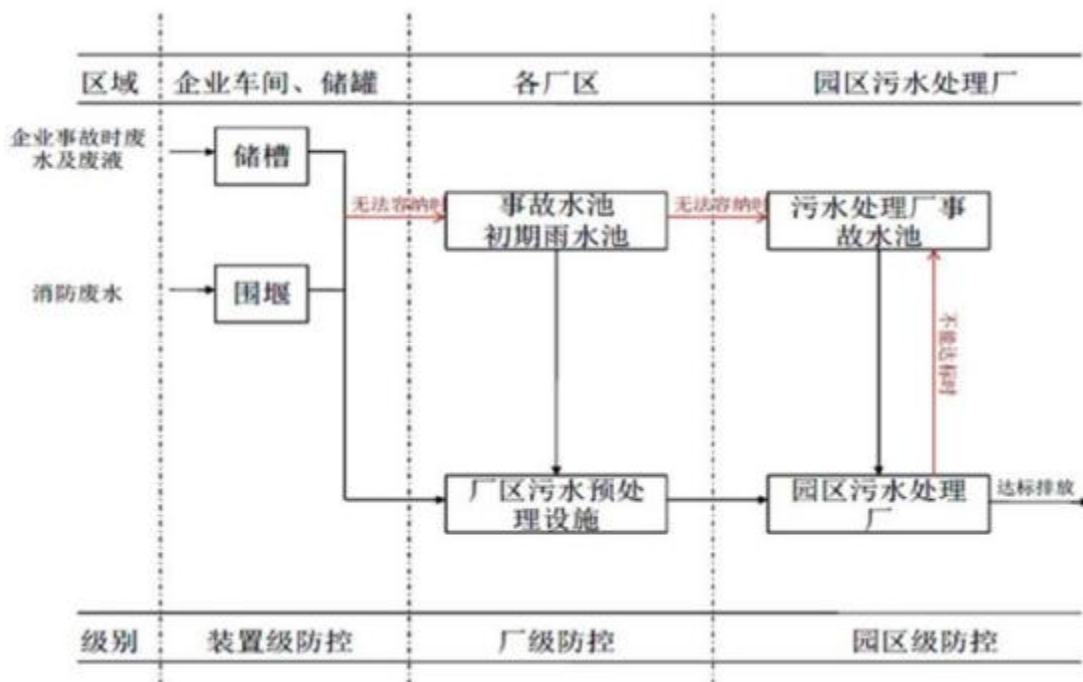 区域 企业车间、储罐 各厂区 园区污水处理厂
企业事故时废
水及废液
储槽
无法容纳时
事故水池
初期雨水池
无法容纳时
污水处理厂事
故水池
消防废水
围堰
不能达标时
厂区污水预处
理设施
园区污水处理
厂
达标排放
级别 装置级防控 厂级防控 园区级防控